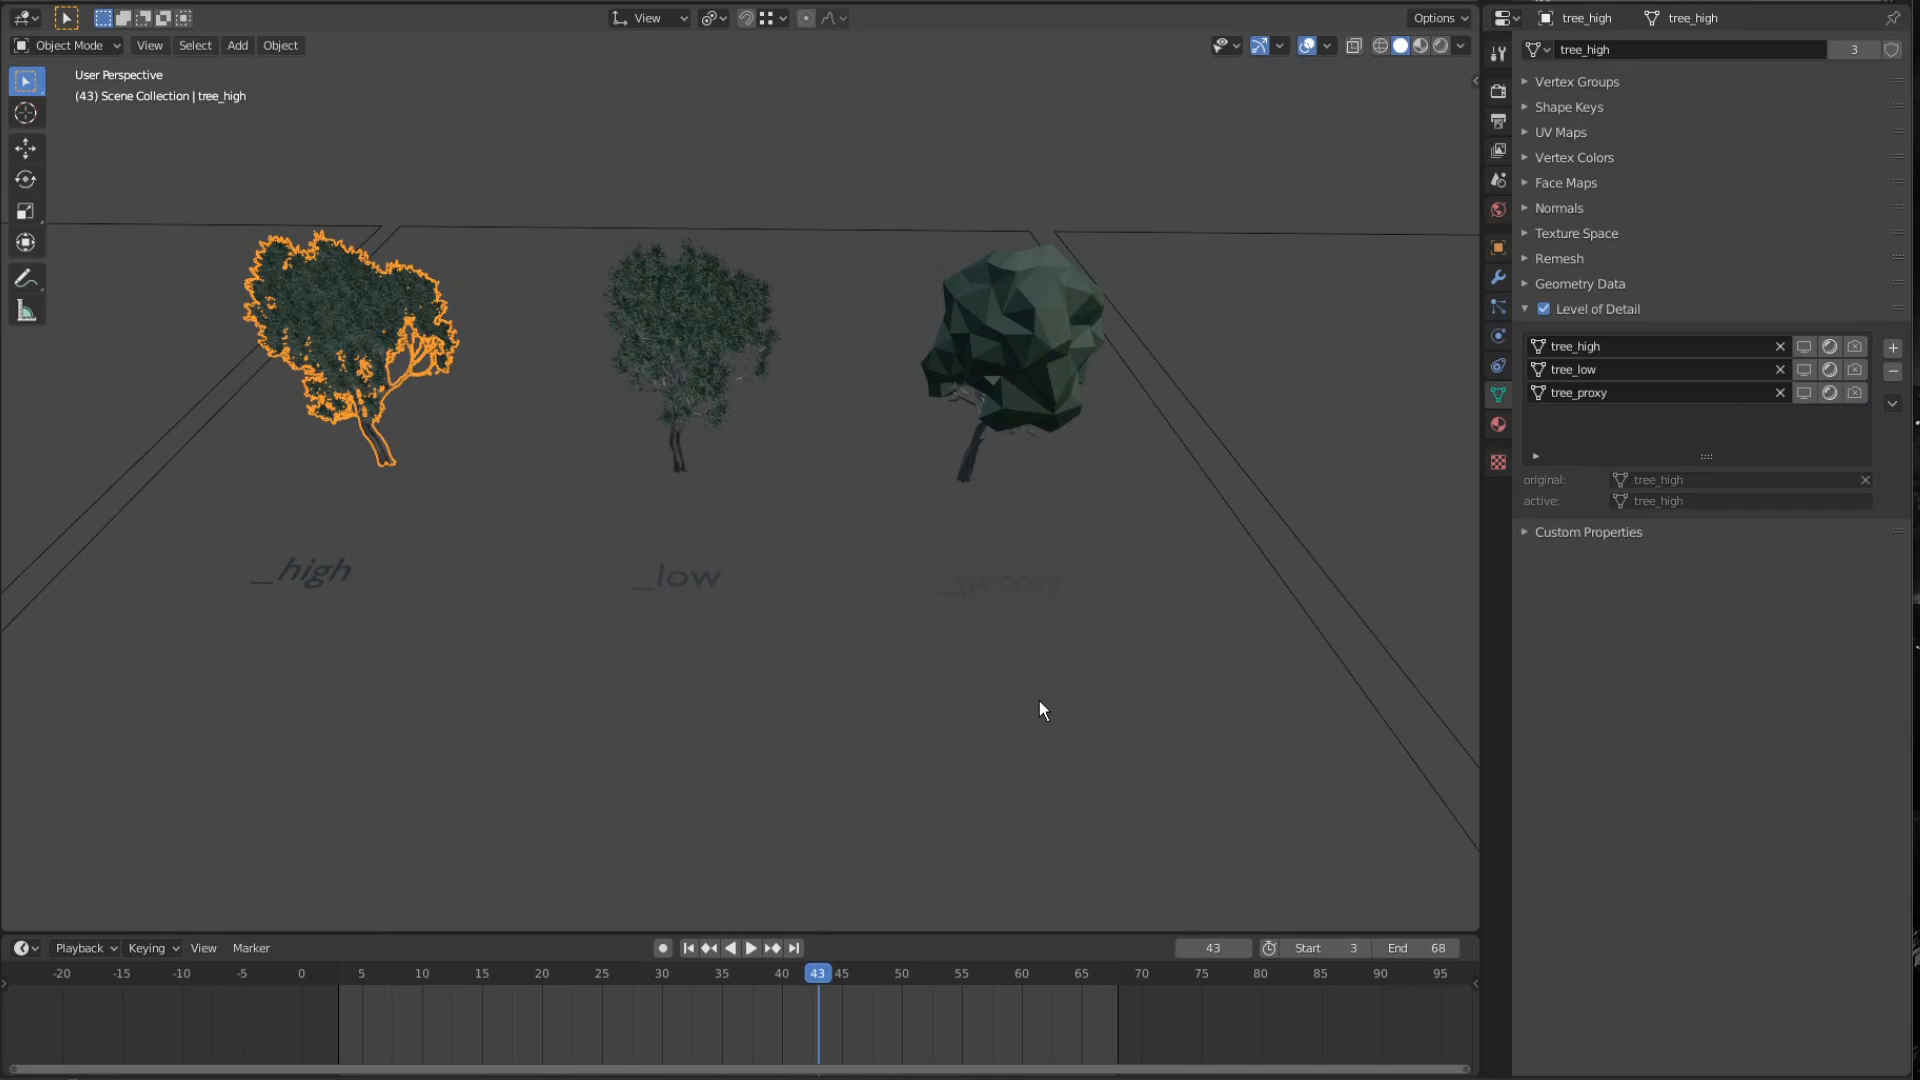 View
Options
tree_high
tree_high
Object Mode
View
Select
Add
Object
tree_high
3
User Perspective
(43) Scene Collection | tree_high
Vertex Groups
Shape Keys
UV Maps
Vertex Colors
Face Maps
Normals
Texture Space
Remesh
Geometry Data
Level of Detail
tree_high
tree_low
tree_proxy
original:
tree_high
active:
tree_high
Custom Properties
_high
_low
_proxy
Playback
Keying
View
Marker
43
Start 3
End 68
-20 -15 -10 -5 0 5 10 15 20 25 30 35 40 43 45 50 55 60 65 70 75 80 85 90 95